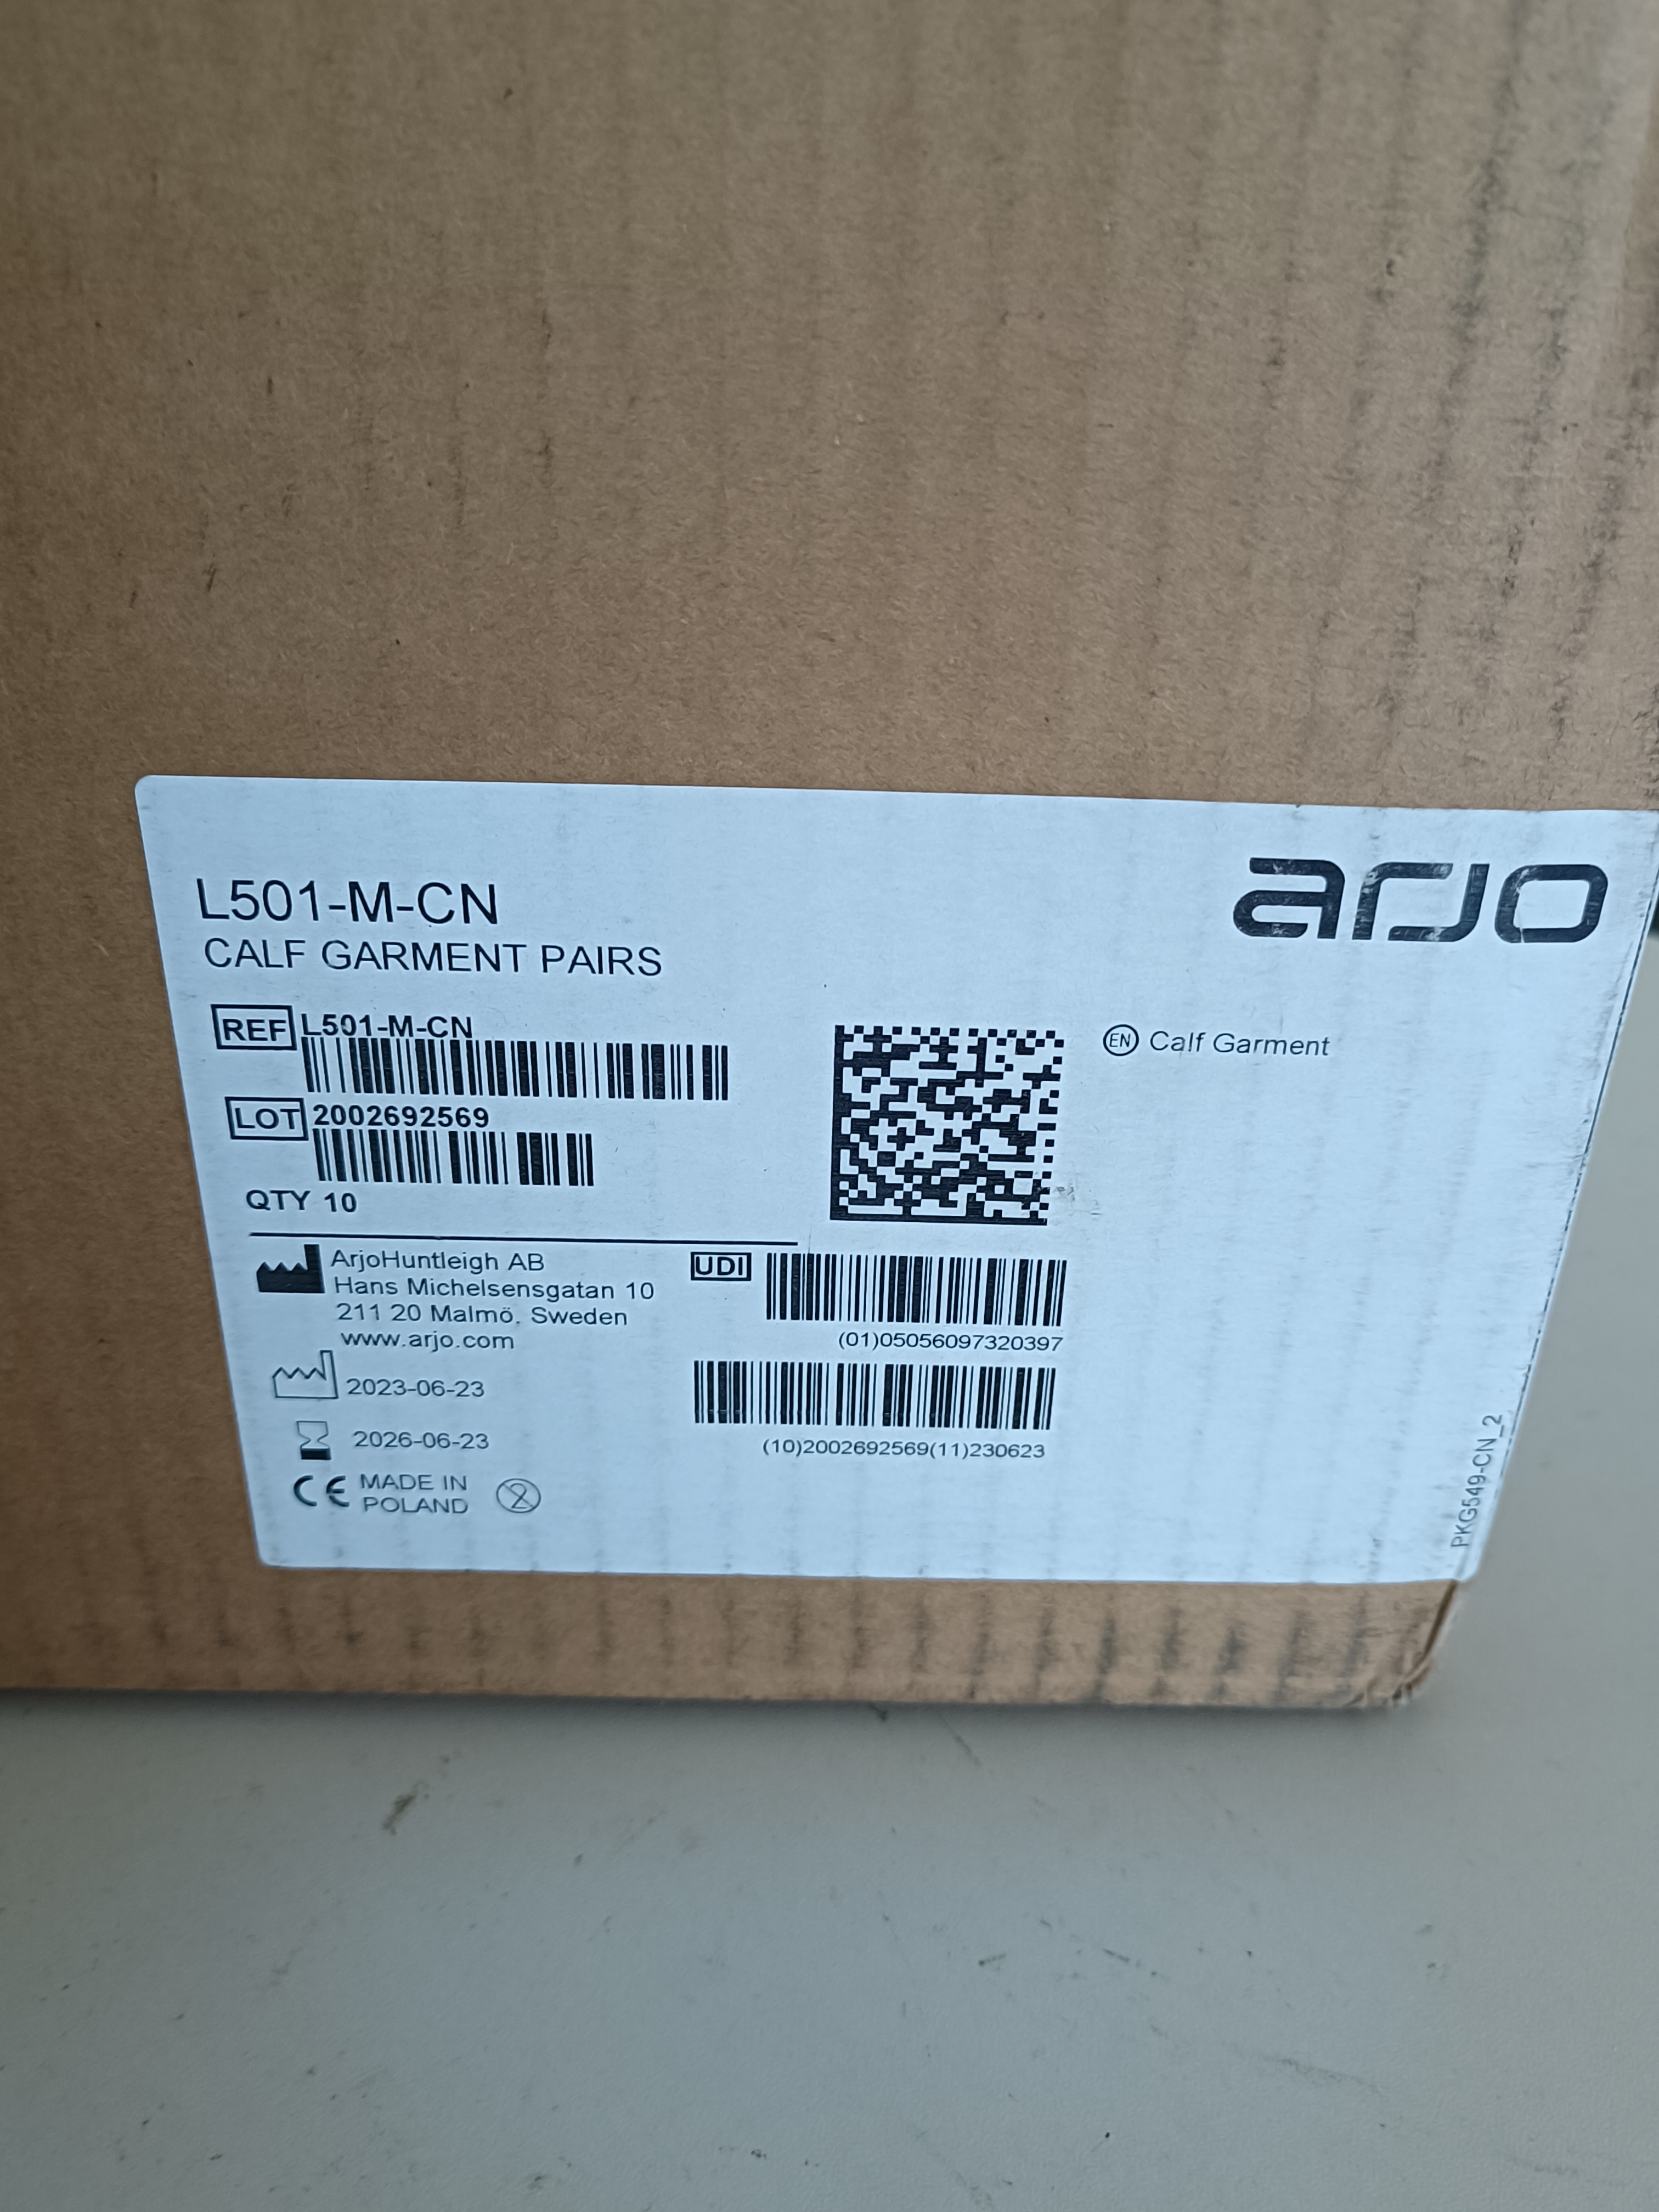 arjo
L501-M-CN
CALF GARMENT PAIRS
REF L501-M-CN
EN Calf Garment
LOT 2002692569
QTY 10
ArjoHuntleigh AB
Hans Michelsensgatan 10
211 20 Malmö, Sweden
www.arjo.com
2023-06-23
2026-06-23
CE MADE IN
POLAND
2
UDI
(01)05056097320397
(10)2002692569(11)230623
PKG549-CN_2